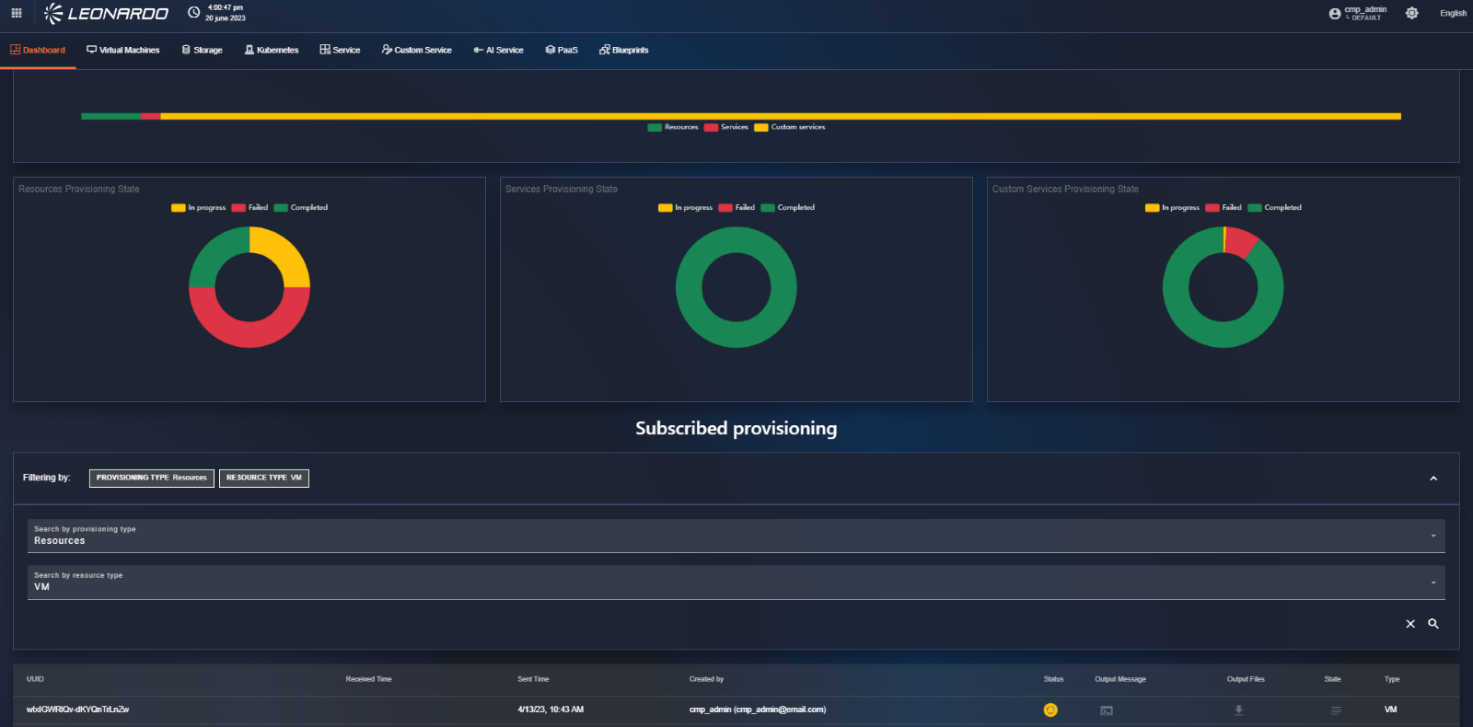 LEONARDO
4:00:47 pm
20 june 2023
cmp_admin
DEFAULT
English
Dashboard Virtual Machines Storage Kubernetes Service Custom Service AI Service PaaS Blueprints
Resources Services Custom services
Resources Provisioning State
In progress Failed Completed
Services Provisioning State
In progress Failed Completed
Custom Services Provisioning State
In progress Failed Completed
Subscribed provisioning
Filtering by: PROVISIONING TYPE Resources RESOURCE TYPE VM
Search by provisioning type
Resources
Search by resource type
VM
UUID Received Time Sent Time Created by Status Output Message Output Files State Type
4/13/23, 10:43 AM cmp_admin (cmp_admin@omail.com) VM